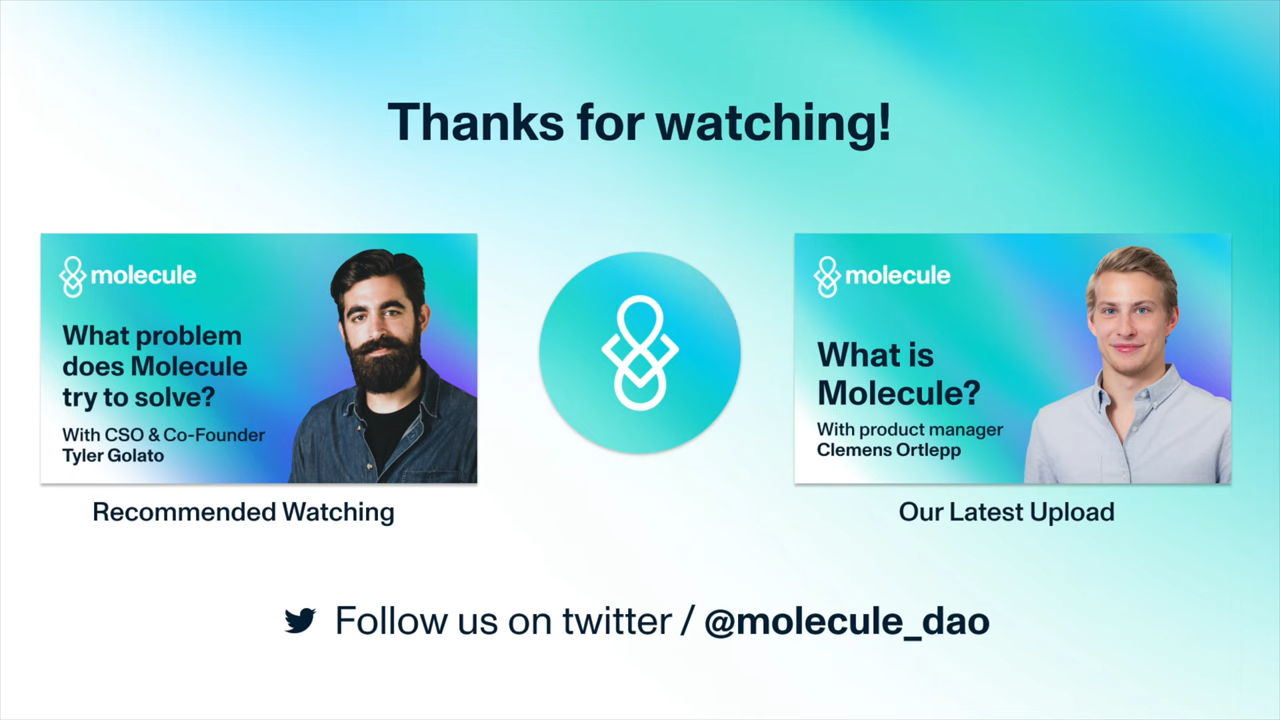 Thanks for watching!
molecule
What problem
does Molecule
try to solve?
With CSO & Co-Founder
Tyler Golato
Recommended Watching
molecule
What is
Molecule?
With product manager
Clemens Ortlepp
Our Latest Upload
Follow us on twitter / @molecule_dao